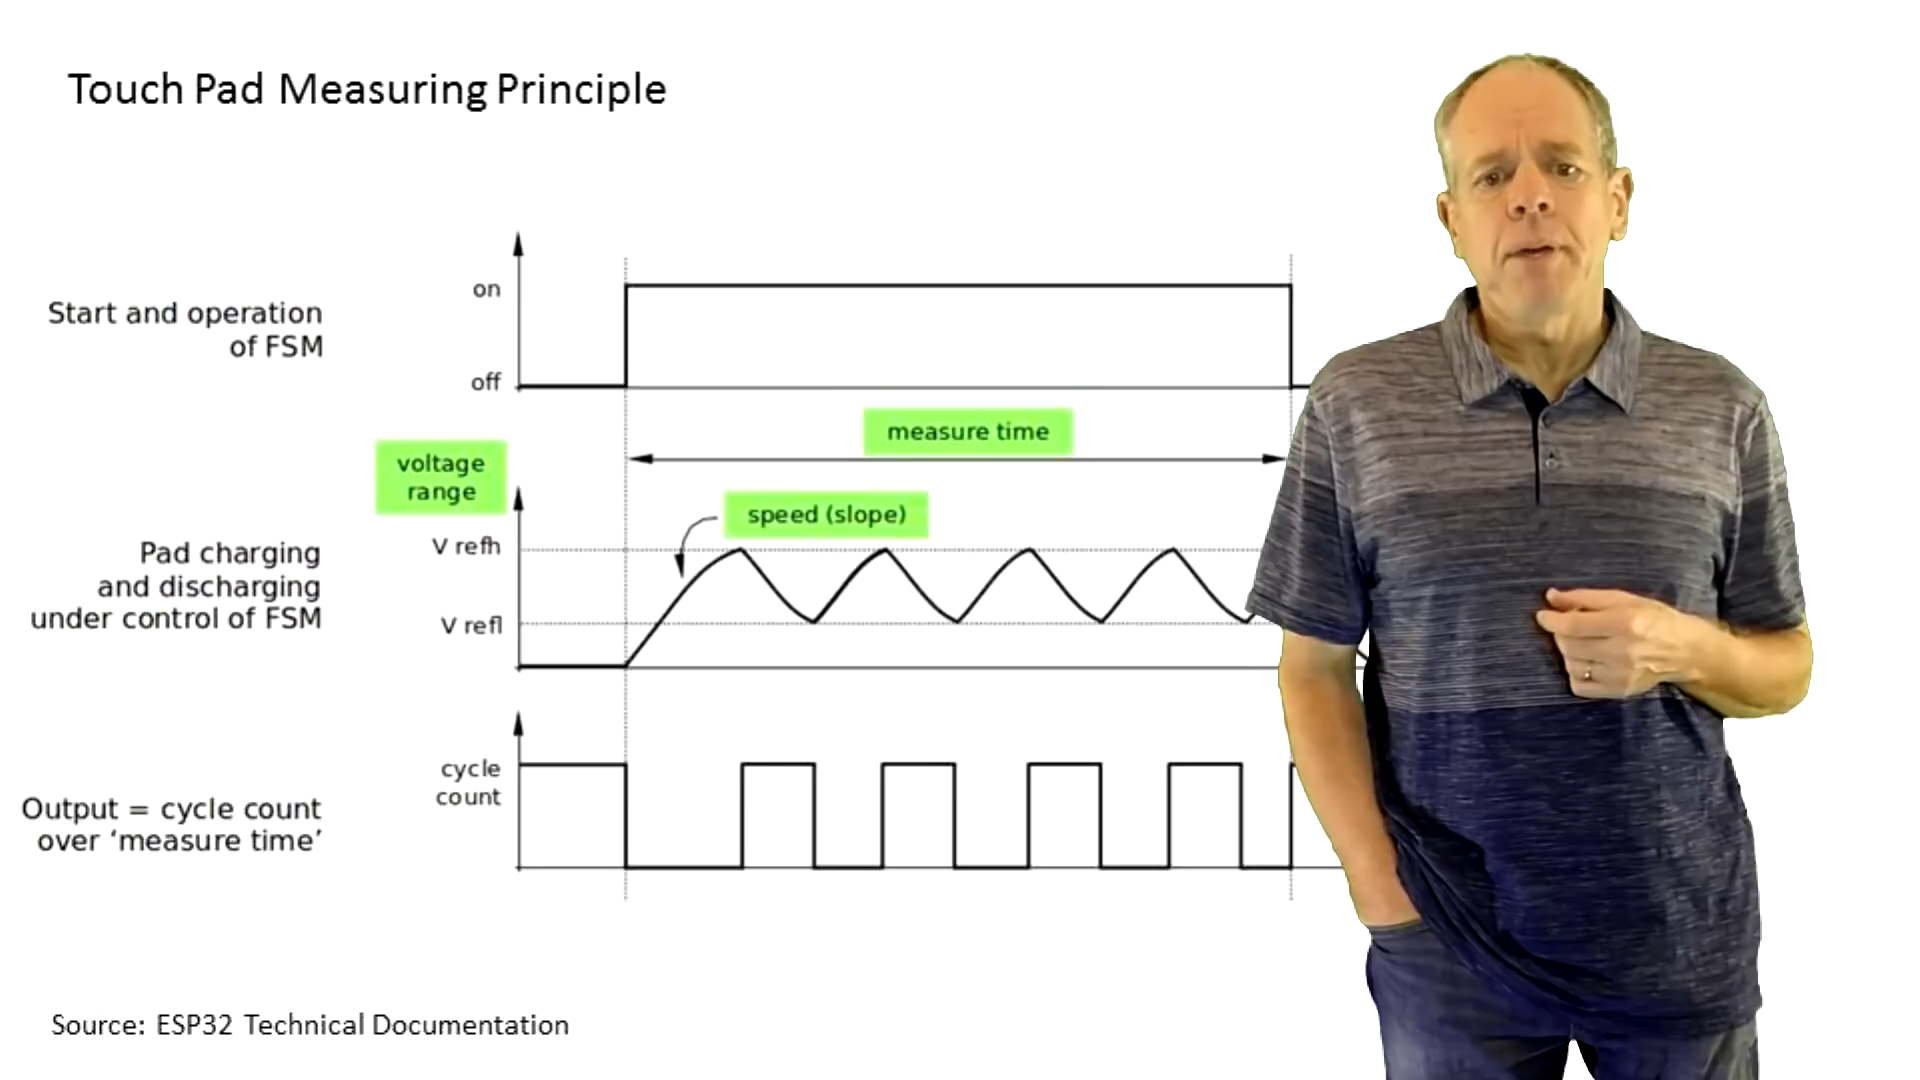 Touch Pad Measuring Principle
Start and operation
of FSM
on
off
measure time
voltage
range
speed (slope)
Pad charging
and discharging
under control of FSM
V refh
V refl
Output = cycle count
over ‘measure time’
cycle
count
Source: ESP32 Technical Documentation